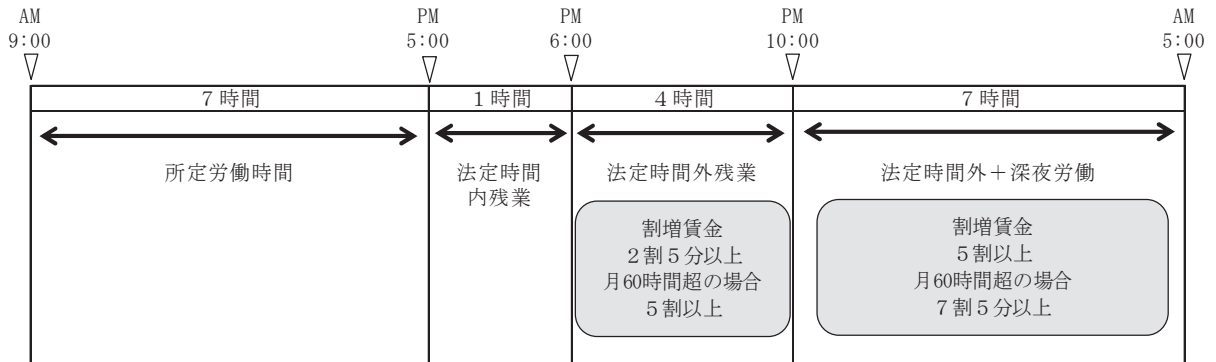 AM PM PM PM AM
9:00 5:00 6:00 10:00 5:00
7時間 1時間 4時間 7時間
所定労働時間
法定時間
内残業
法定時間外残業
法定時間外＋深夜労働
割増賃金
2割5分以上
月60時間超の場合
5割以上
割増賃金
5割以上
月60時間超の場合
7割5分以上